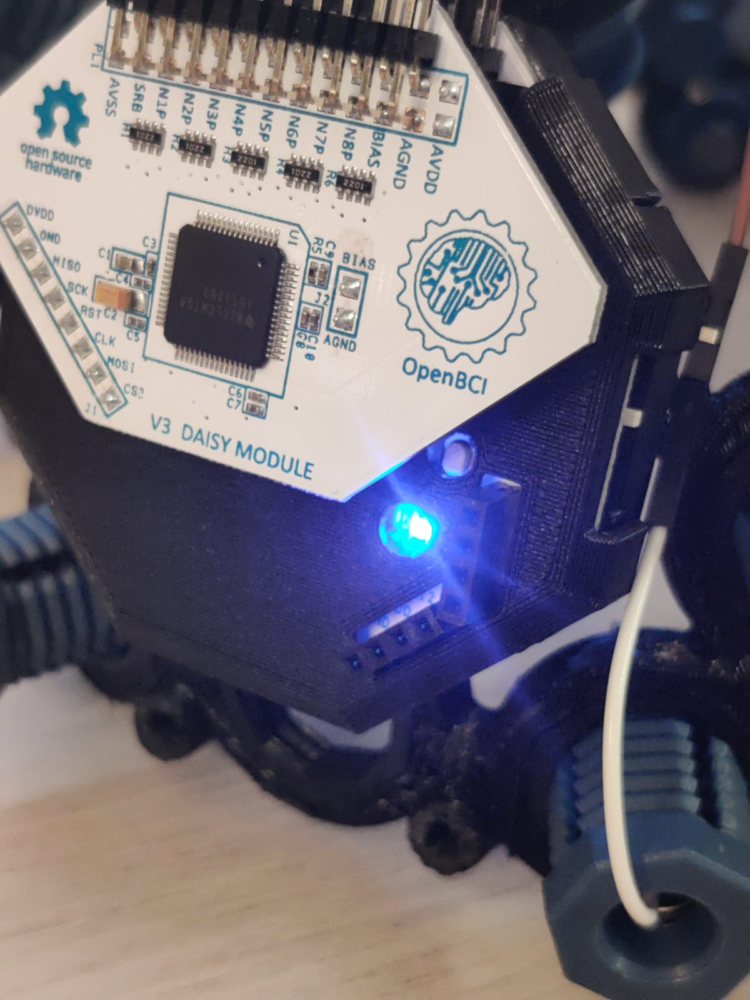 PL1
AVSS
SRB
N1P
N2P
N3P
N4P
N5P
N6P
N7P
N8P
BIAS
AGND
AVDD
R1
2201
R2
2201
R3
2201
R4
2201
R6
2201
open source
hardware
DVDD
GND
MISO
SCK
RST
CLK
MOSI
CS2
J1
C1
C3
C4
C2
C5
U1
ADS1299
R5
C9
BIAS
J2
AGND
C8
C10
C6
C7
OpenBCI
V3 DAISY MODULE